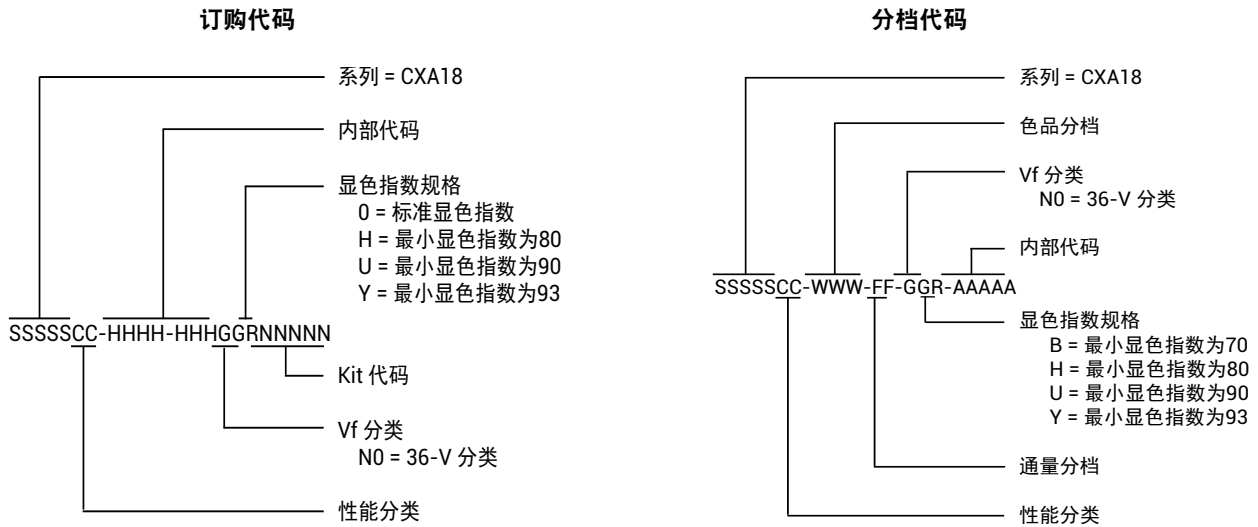 订购代码
系列 = CXA18
内部代码
显色指数规格
0 = 标准显色指数
H = 最小显色指数为80
U = 最小显色指数为90
Y = 最小显色指数为93
SSSSSCC-HHHH-HHHGGRNNNNN
Kit 代码
Vf 分类
N0 = 36-V 分类
性能分类
分档代码
系列 = CXA18
色品分档
Vf 分类
N0 = 36-V 分类
内部代码
SSSSSCC-WWW-FF-GGR-AAAAA
显色指数规格
B = 最小显色指数为70
H = 最小显色指数为80
U = 最小显色指数为90
Y = 最小显色指数为93
通量分档
性能分类